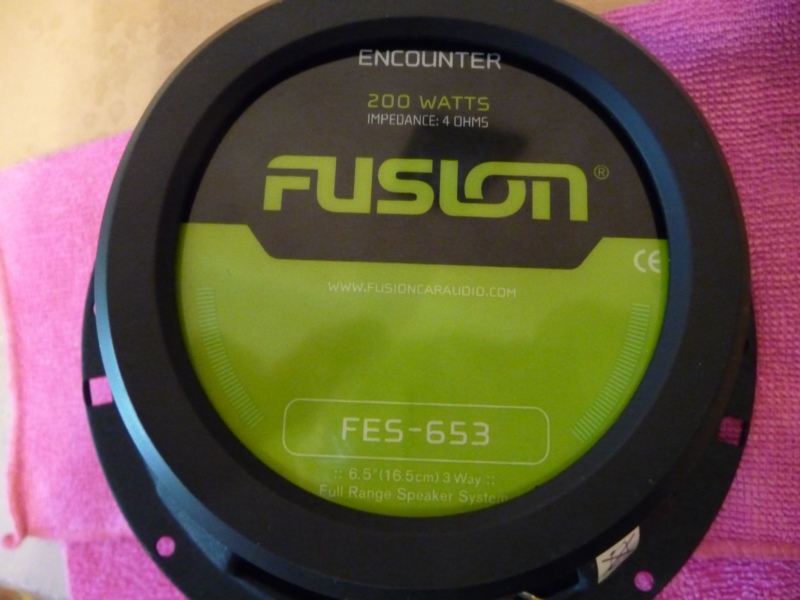 ENCOUNTER
200 WATTS
IMPEDANCE: 4 OHMS
FUSION®
CE
WWW.FUSIONCARAUDIO.COM
FES-653
:: 6.5"(16.5cm) 3 Way ::
Full Range Speaker System